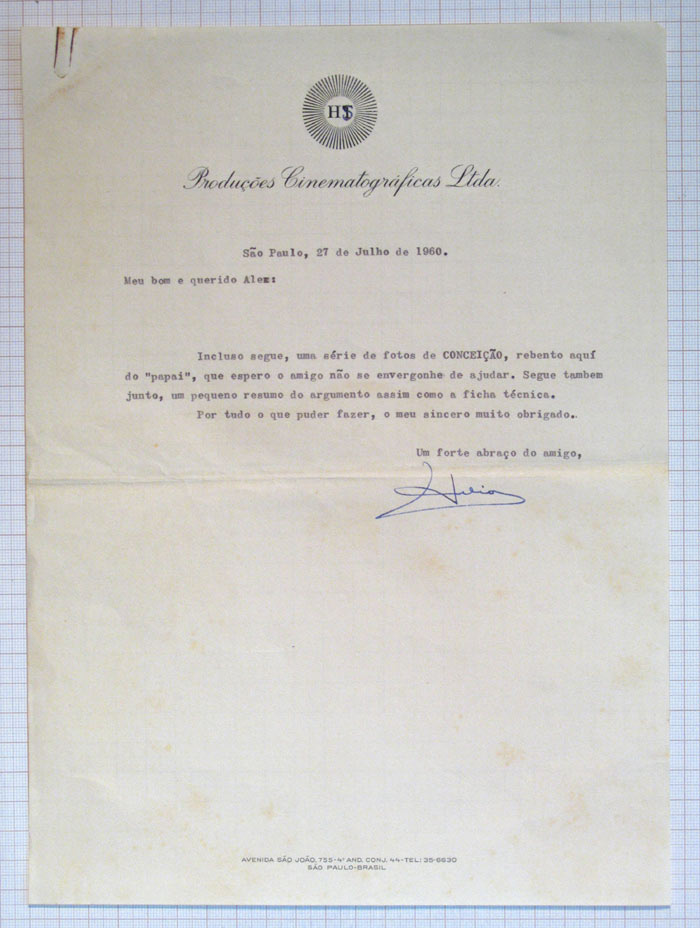 HS
Produções Cinematográficas Ltda.
São Paulo, 27 de Julho de 1960.
Meu bom e querido Alex:
Incluso segue, uma série de fotos de CONCEIÇÃO, rebento aquí
do "papai", que espero o amigo não se envergonhe de ajudar. Segue tambem
junto, um pequeno resumo do argumento assim como a ficha técnica.
Por tudo o que puder fazer, o meu sincero muito obrigado.
Um forte abraço do amigo,
Hélio
AVENIDA SÃO JOÃO, 755-4º AND. CONJ. 44-TEL: 35-6630
SÃO PAULO-BRASIL